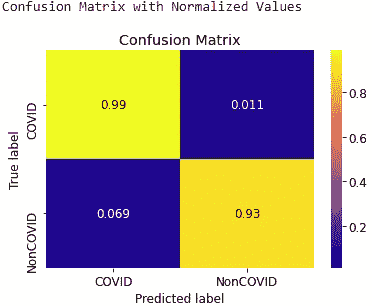 Confusion Matrix with Normalized Values
Confusion Matrix
True label
COVID
0.99
0.011
NonCOVID
0.069
0.93
COVID
NonCOVID
Predicted label
0.8
0.6
0.4
0.2